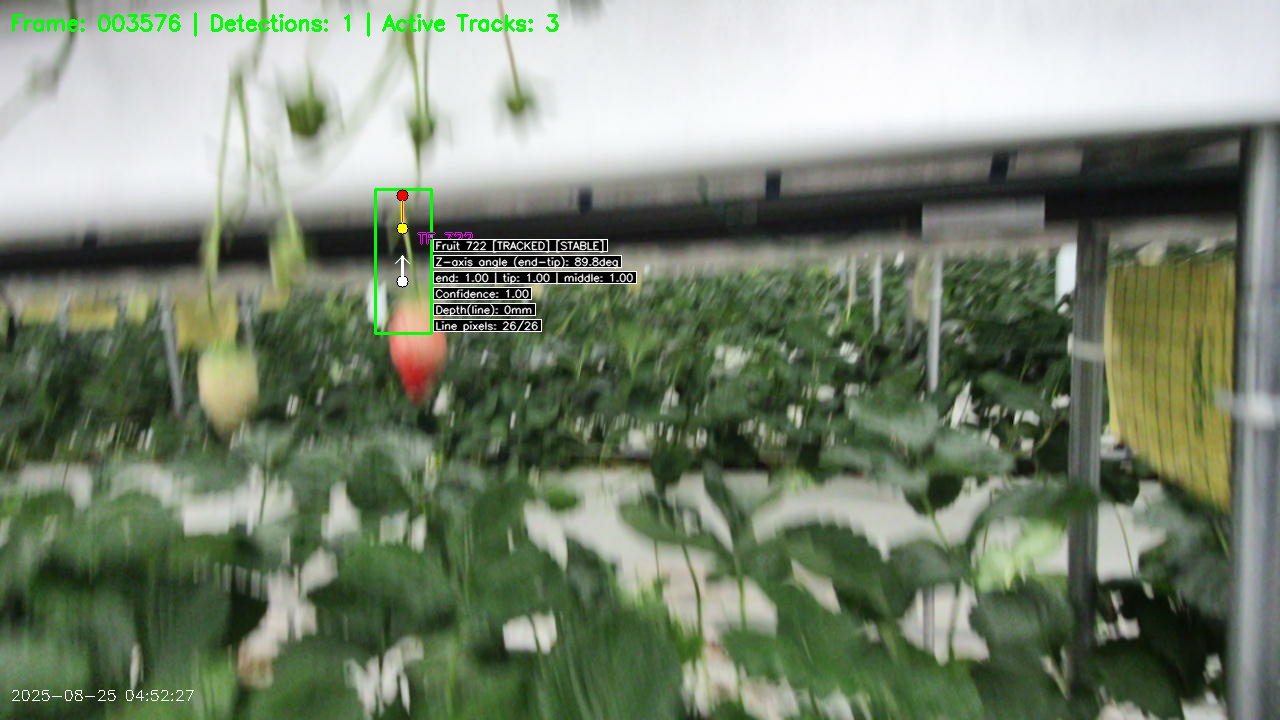 Frame: 003576 | Detections: 1 | Active Tracks: 3
Fruit 722 [TRACKED] [STABLE]
Z-axis angle (end-tip): 89.8deg
end: 1.00 | tip: 1.00 | middle: 1.00
Confidence: 1.00
Depth(line): 0mm
Line pixels: 26/26
2025-08-25 04:52:27